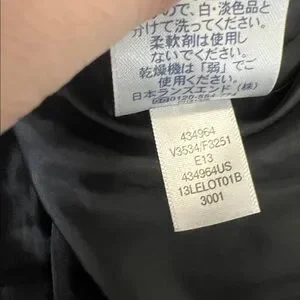 ので、白・淡色品と
分けて洗ってください。
柔軟剤は使用し
ないでください。
乾燥機は「弱」でご
使用ください。
日本ランズエンド(株)
434964
V3534/F3251
E13
434964US
13LELOT01B
3001